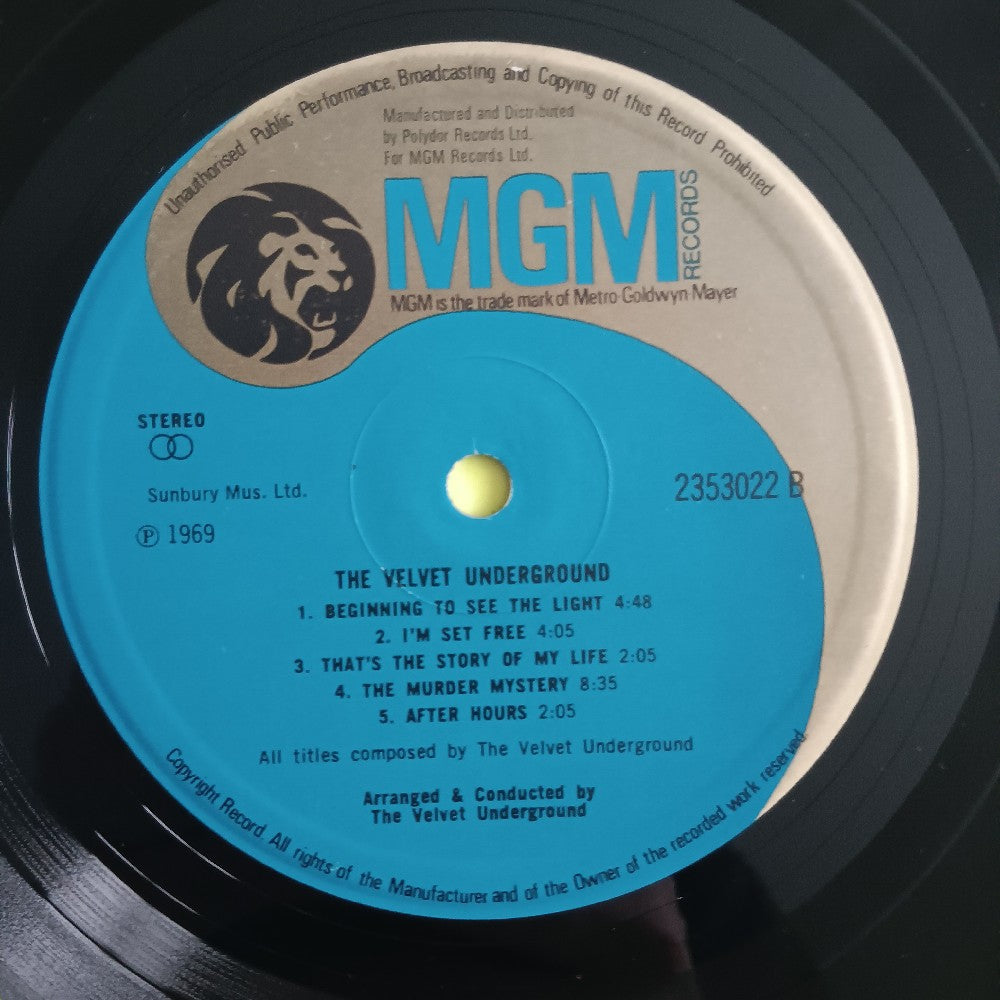 Unauthorised Public Performance, Broadcasting and Copying of this Record Prohibited
Manufactured and Distributed
by Polydor Records Ltd.
For MGM Records Ltd.
MGM
RECORDS
MGM is the trade mark of Metro-Goldwyn-Mayer
STEREO
Sunbury Mus. Ltd.
2353022 B
Ⓟ 1969
THE VELVET UNDERGROUND
1. BEGINNING TO SEE THE LIGHT 4:48
2. I'M SET FREE 4:05
3. THAT'S THE STORY OF MY LIFE 2:05
4. THE MURDER MYSTERY 8:35
5. AFTER HOURS 2:05
All titles composed by The Velvet Underground
Arranged & Conducted by
The Velvet Underground
Copyright Record. All rights of the Manufacturer and of the Owner of the recorded work reserved.